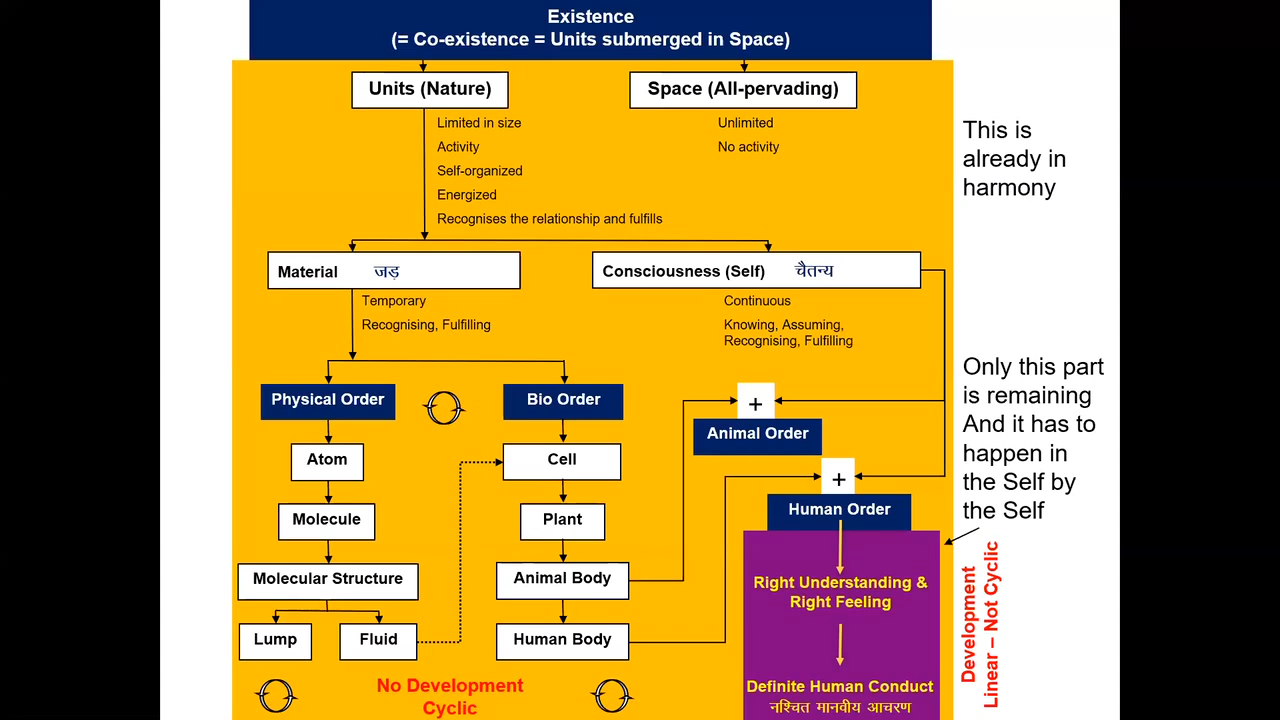 Existence
(= Co-existence = Units submerged in Space)
Units (Nature)
Space (All-pervading)
Limited in size
Activity
Self-organized
Energized
Recognises the relationship and fulfills
Unlimited
No activity
This is
already in
harmony
Material जड़
Consciousness (Self) चैतन्य
Temporary
Recognising, Fulfilling
Continuous
Knowing, Assuming,
Recognising, Fulfilling
Physical Order
Bio Order
+
Animal Order
Only this part
is remaining
And it has to
happen in
the Self by
the Self
Atom
Cell
+
Human Order
Molecule
Plant
Molecular Structure
Animal Body
Right Understanding &
Right Feeling
Lump
Fluid
Human Body
Definite Human Conduct
नश्चित मानवीय आचरण
No Development
Cyclic
Development
Linear – Not Cyclic